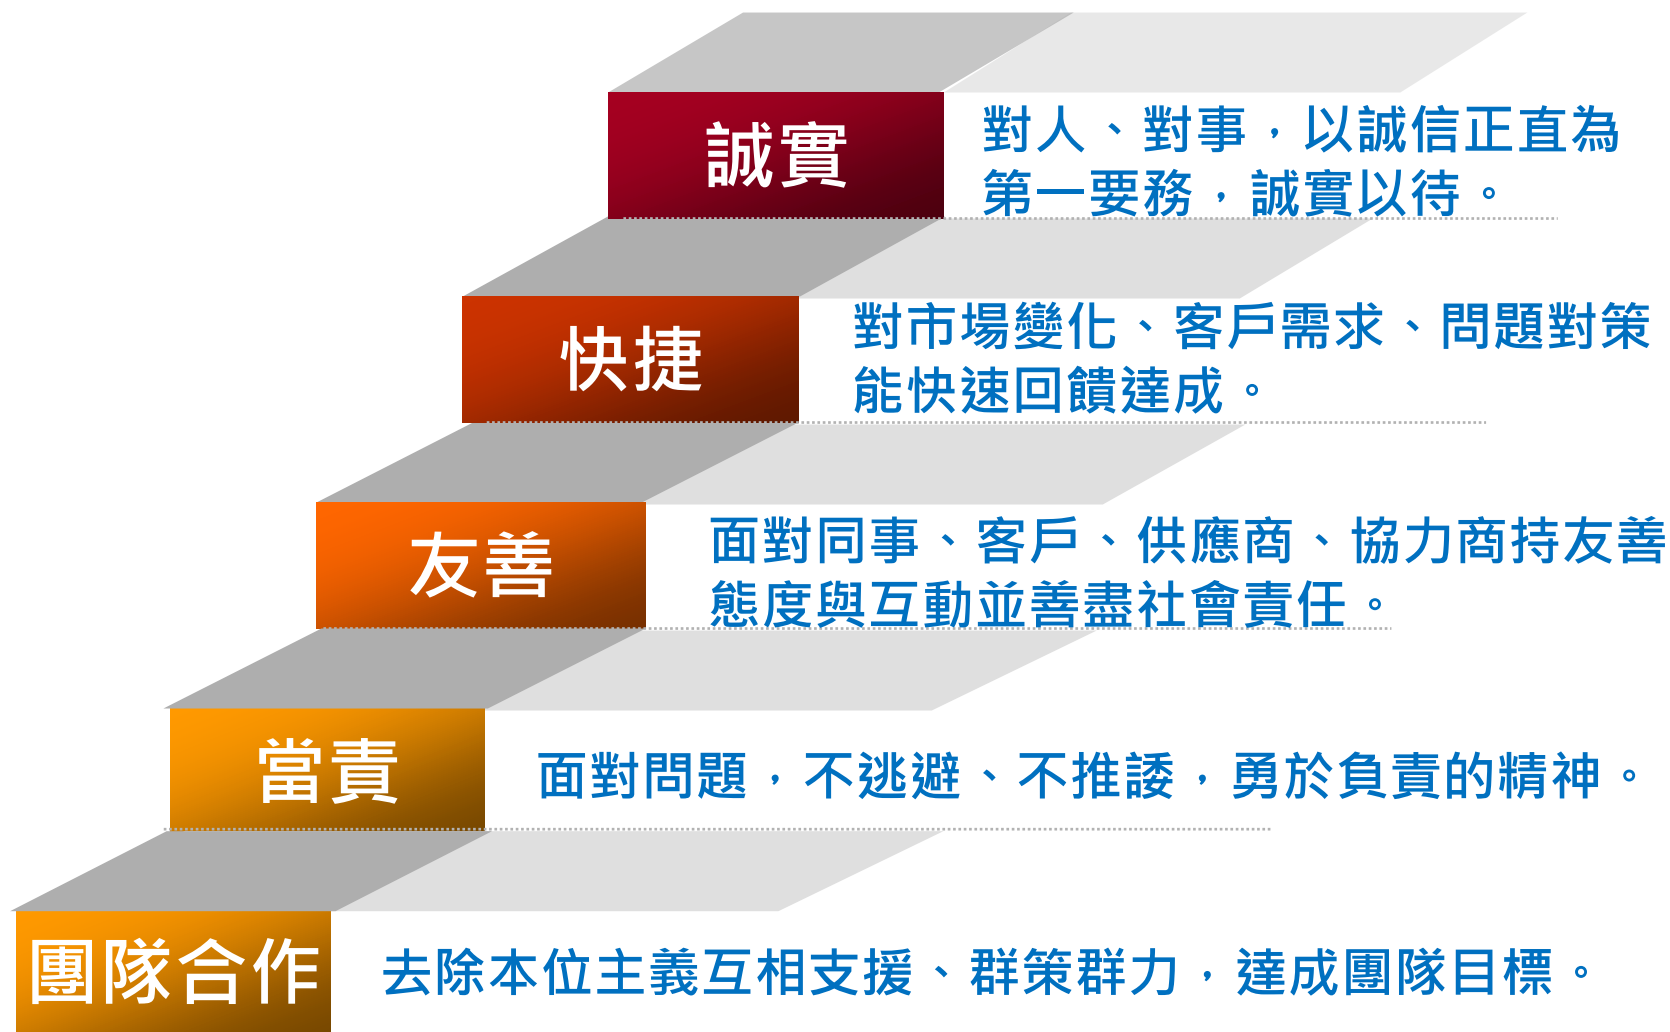 誠實
對人、對事，以誠信正直為
第一要務，誠實以待。
快捷
對市場變化、客戶需求、問題對策
能快速回饋達成。
友善
面對同事、客戶、供應商、協力商持友善
態度與互動並善盡社會責任。
當責
面對問題，不逃避、不推諉，勇於負責的精神。
團隊合作
去除本位主義互相支援、群策群力，達成團隊目標。